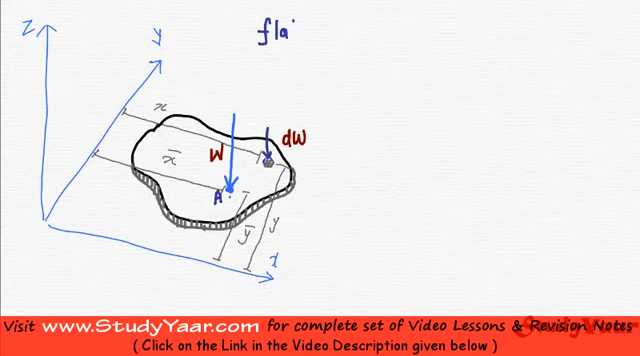 Z
y
fla
x
dW
W
x̄
A
y
ȳ
x
Visit www.StudyYaar.com for complete set of Video Lessons & Revision Notes
( Click on the Link in the Video Description given below )
StudyYaar